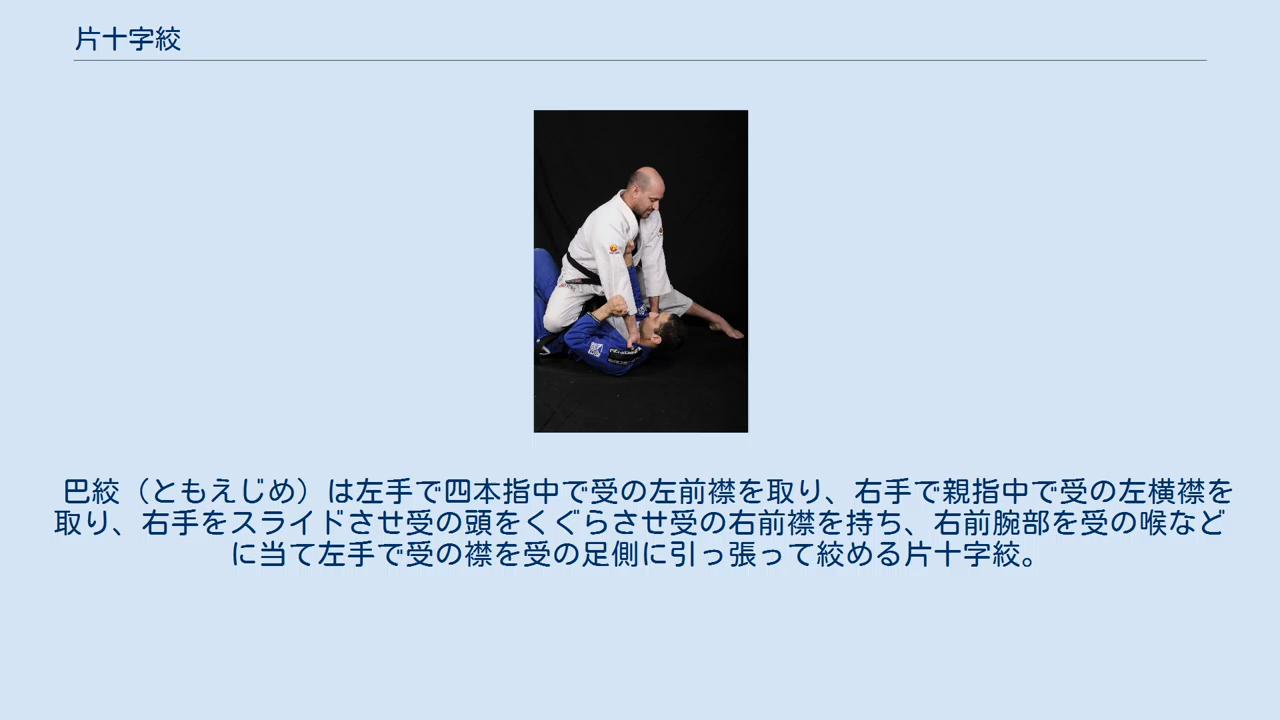 片十字絞
巴絞（ともえじめ）は左手で四本指中で受の左前襟を取り、右手で親指中で受の左横襟を
取り、右手をスライドさせ受の頭をくぐらさせ受の右前襟を持ち、右前腕部を受の喉など
に当て左手で受の襟を受の足側に引っ張って絞める片十字絞。